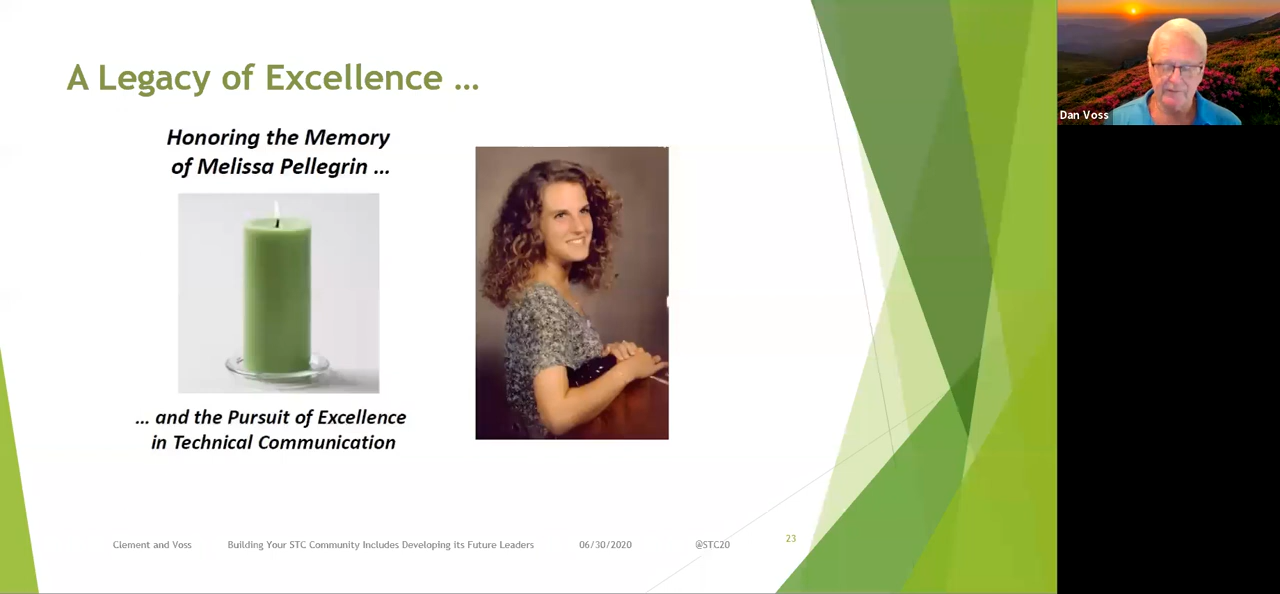 A Legacy of Excellence …
Honoring the Memory
of Melissa Pellegrin …
… and the Pursuit of Excellence
in Technical Communication
Clement and Voss
Building Your STC Community Includes Developing its Future Leaders
06/30/2020
@STC20
23
Dan Voss